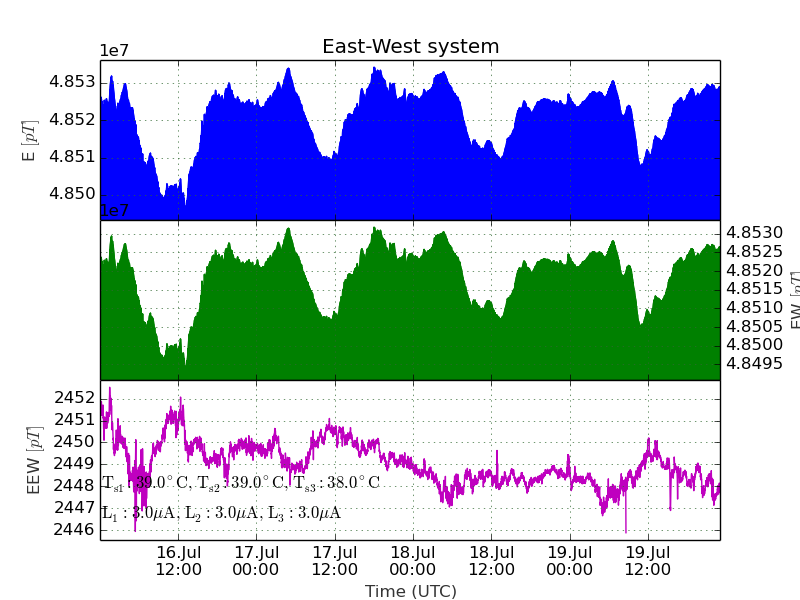 East-West system
1e7
4.853
4.852
4.851
4.850
E [pT]
1e7
4.8530
4.8525
4.8520
4.8515
4.8510
4.8505
4.8500
4.8495
EW [pT]
2452
2451
2450
2449
2448
2447
2446
EEW [pT]
T_s1 : 39.0°C, T_s2 : 39.0°C, T_s3 : 38.0°C
L_1 : 3.0μA, L_2 : 3.0μA, L_3 : 3.0μA
16.Jul 17.Jul 17.Jul 18.Jul 18.Jul 19.Jul 19.Jul
12:00 00:00 12:00 00:00 12:00 00:00 12:00
Time (UTC)